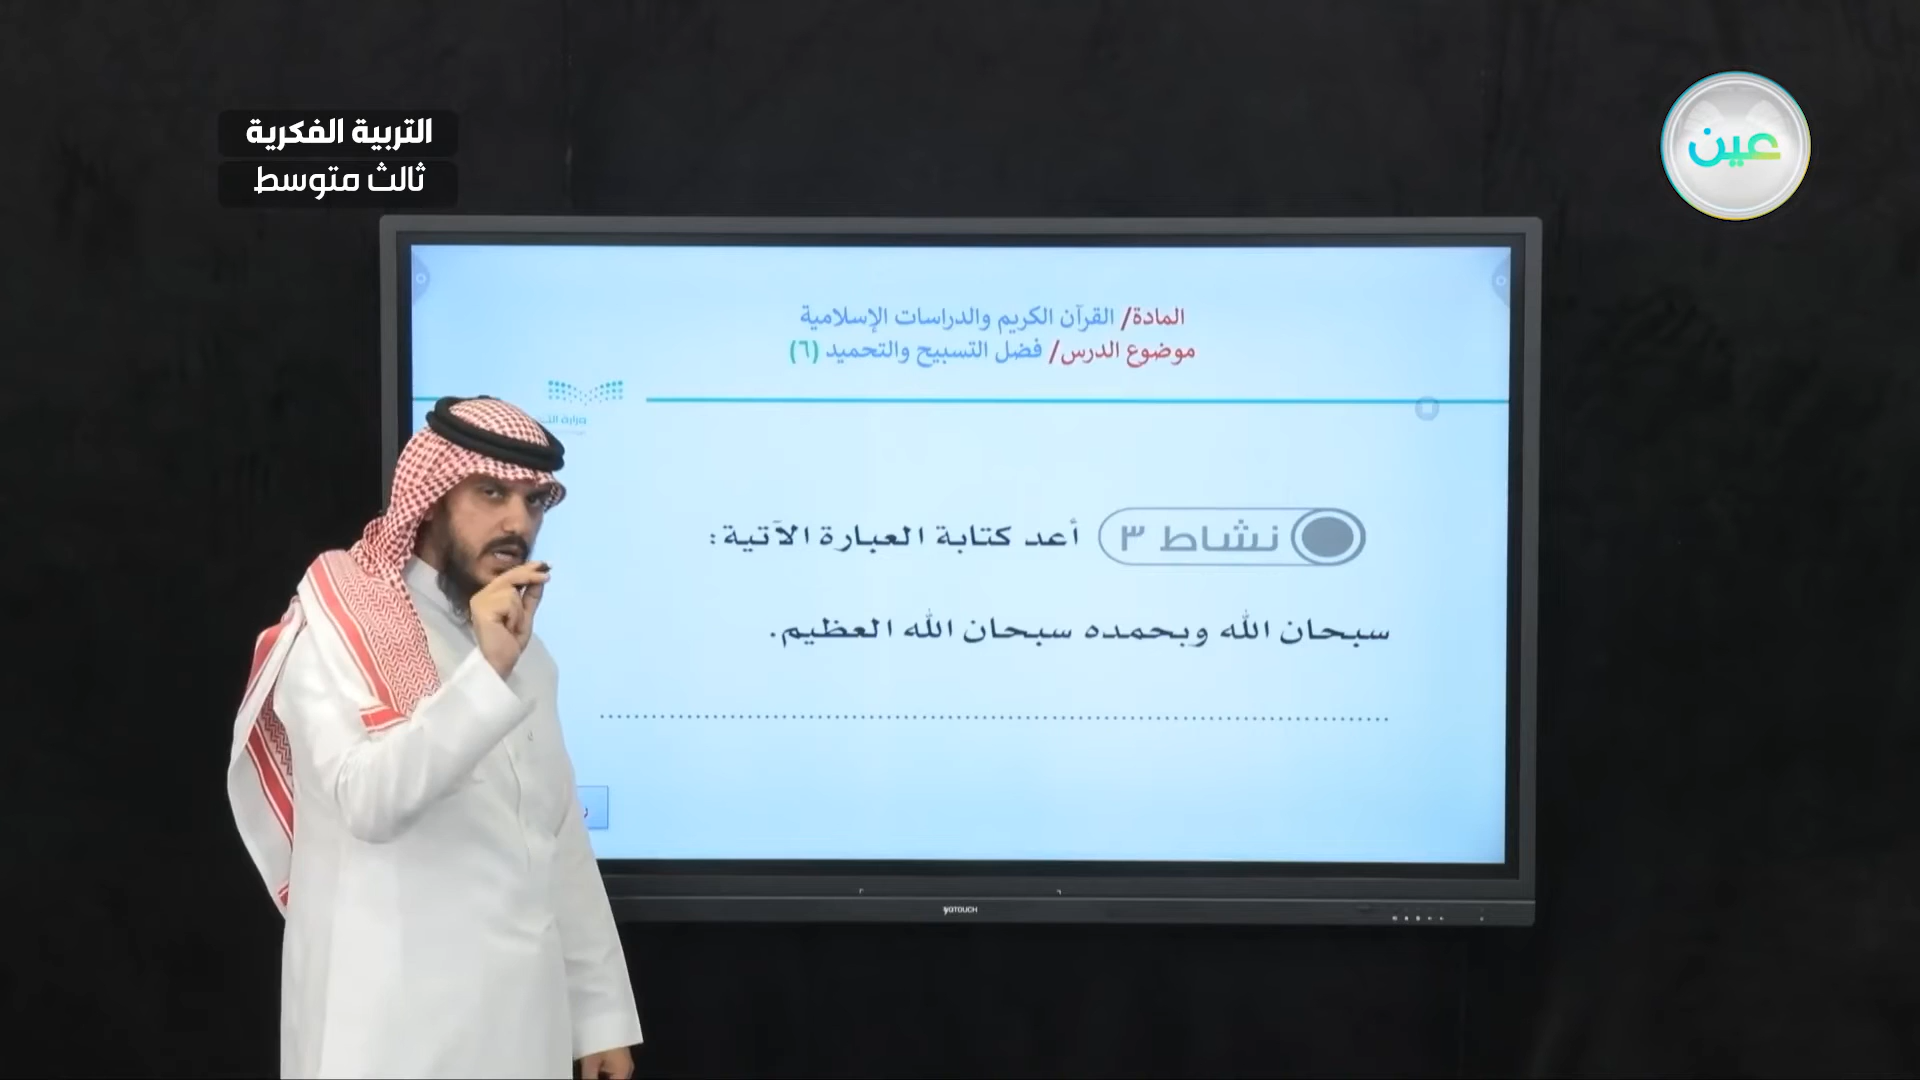 التربية الفكرية
ثالث متوسط
عين
المادة/ القرآن الكريم والدراسات الإسلامية
موضوع الدرس/ فضل التسبيح والتحميد (٦)
وزارة
نشاط ٣ أعد كتابة العبارة الآتية:
سبحان الله وبحمده سبحان الله العظيم.